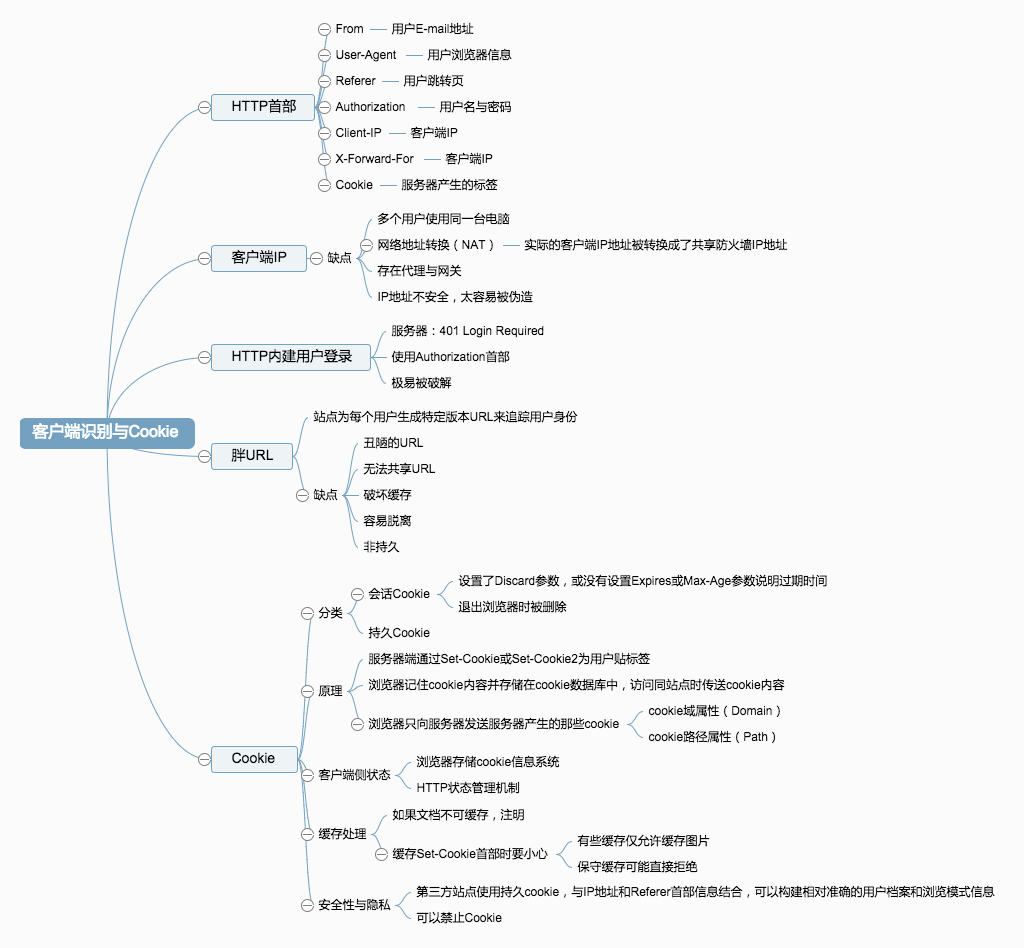 客户端识别与Cookie
HTTP首部
From
用户E-mail地址
User-Agent
用户浏览器信息
Referer
用户跳转页
Authorization
用户名与密码
Client-IP
客户端IP
X-Forward-For
客户端IP
Cookie
服务器产生的标签
客户端IP
缺点
多个用户使用同一台电脑
网络地址转换（NAT）
实际的客户端IP地址被转换成了共享防火墙IP地址
存在代理与网关
IP地址不安全，太容易被伪造
HTTP内建用户登录
服务器：401 Login Required
使用Authorization首部
极易被破解
胖URL
站点为每个用户生成特定版本URL来追踪用户身份
缺点
丑陋的URL
无法共享URL
破坏缓存
容易脱离
非持久
Cookie
分类
会话Cookie
设置了Discard参数，或没有设置Expires或Max-Age参数说明过期时间
退出浏览器时被删除
持久Cookie
原理
服务器端通过Set-Cookie或Set-Cookie2为用户贴标签
浏览器记住cookie内容并存储在cookie数据库中，访问同站点时传送cookie内容
浏览器只向服务器发送服务器产生的那些cookie
cookie域属性（Domain）
cookie路径属性（Path）
客户端侧状态
浏览器存储cookie信息系统
HTTP状态管理机制
缓存处理
如果文档不可缓存，注明
缓存Set-Cookie首部时要小心
有些缓存仅允许缓存图片
保守缓存可能直接拒绝
安全性与隐私
第三方站点使用持久cookie，与IP地址和Referer首部信息结合，可以构建相对准确的用户档案和浏览模式信息
可以禁止Cookie